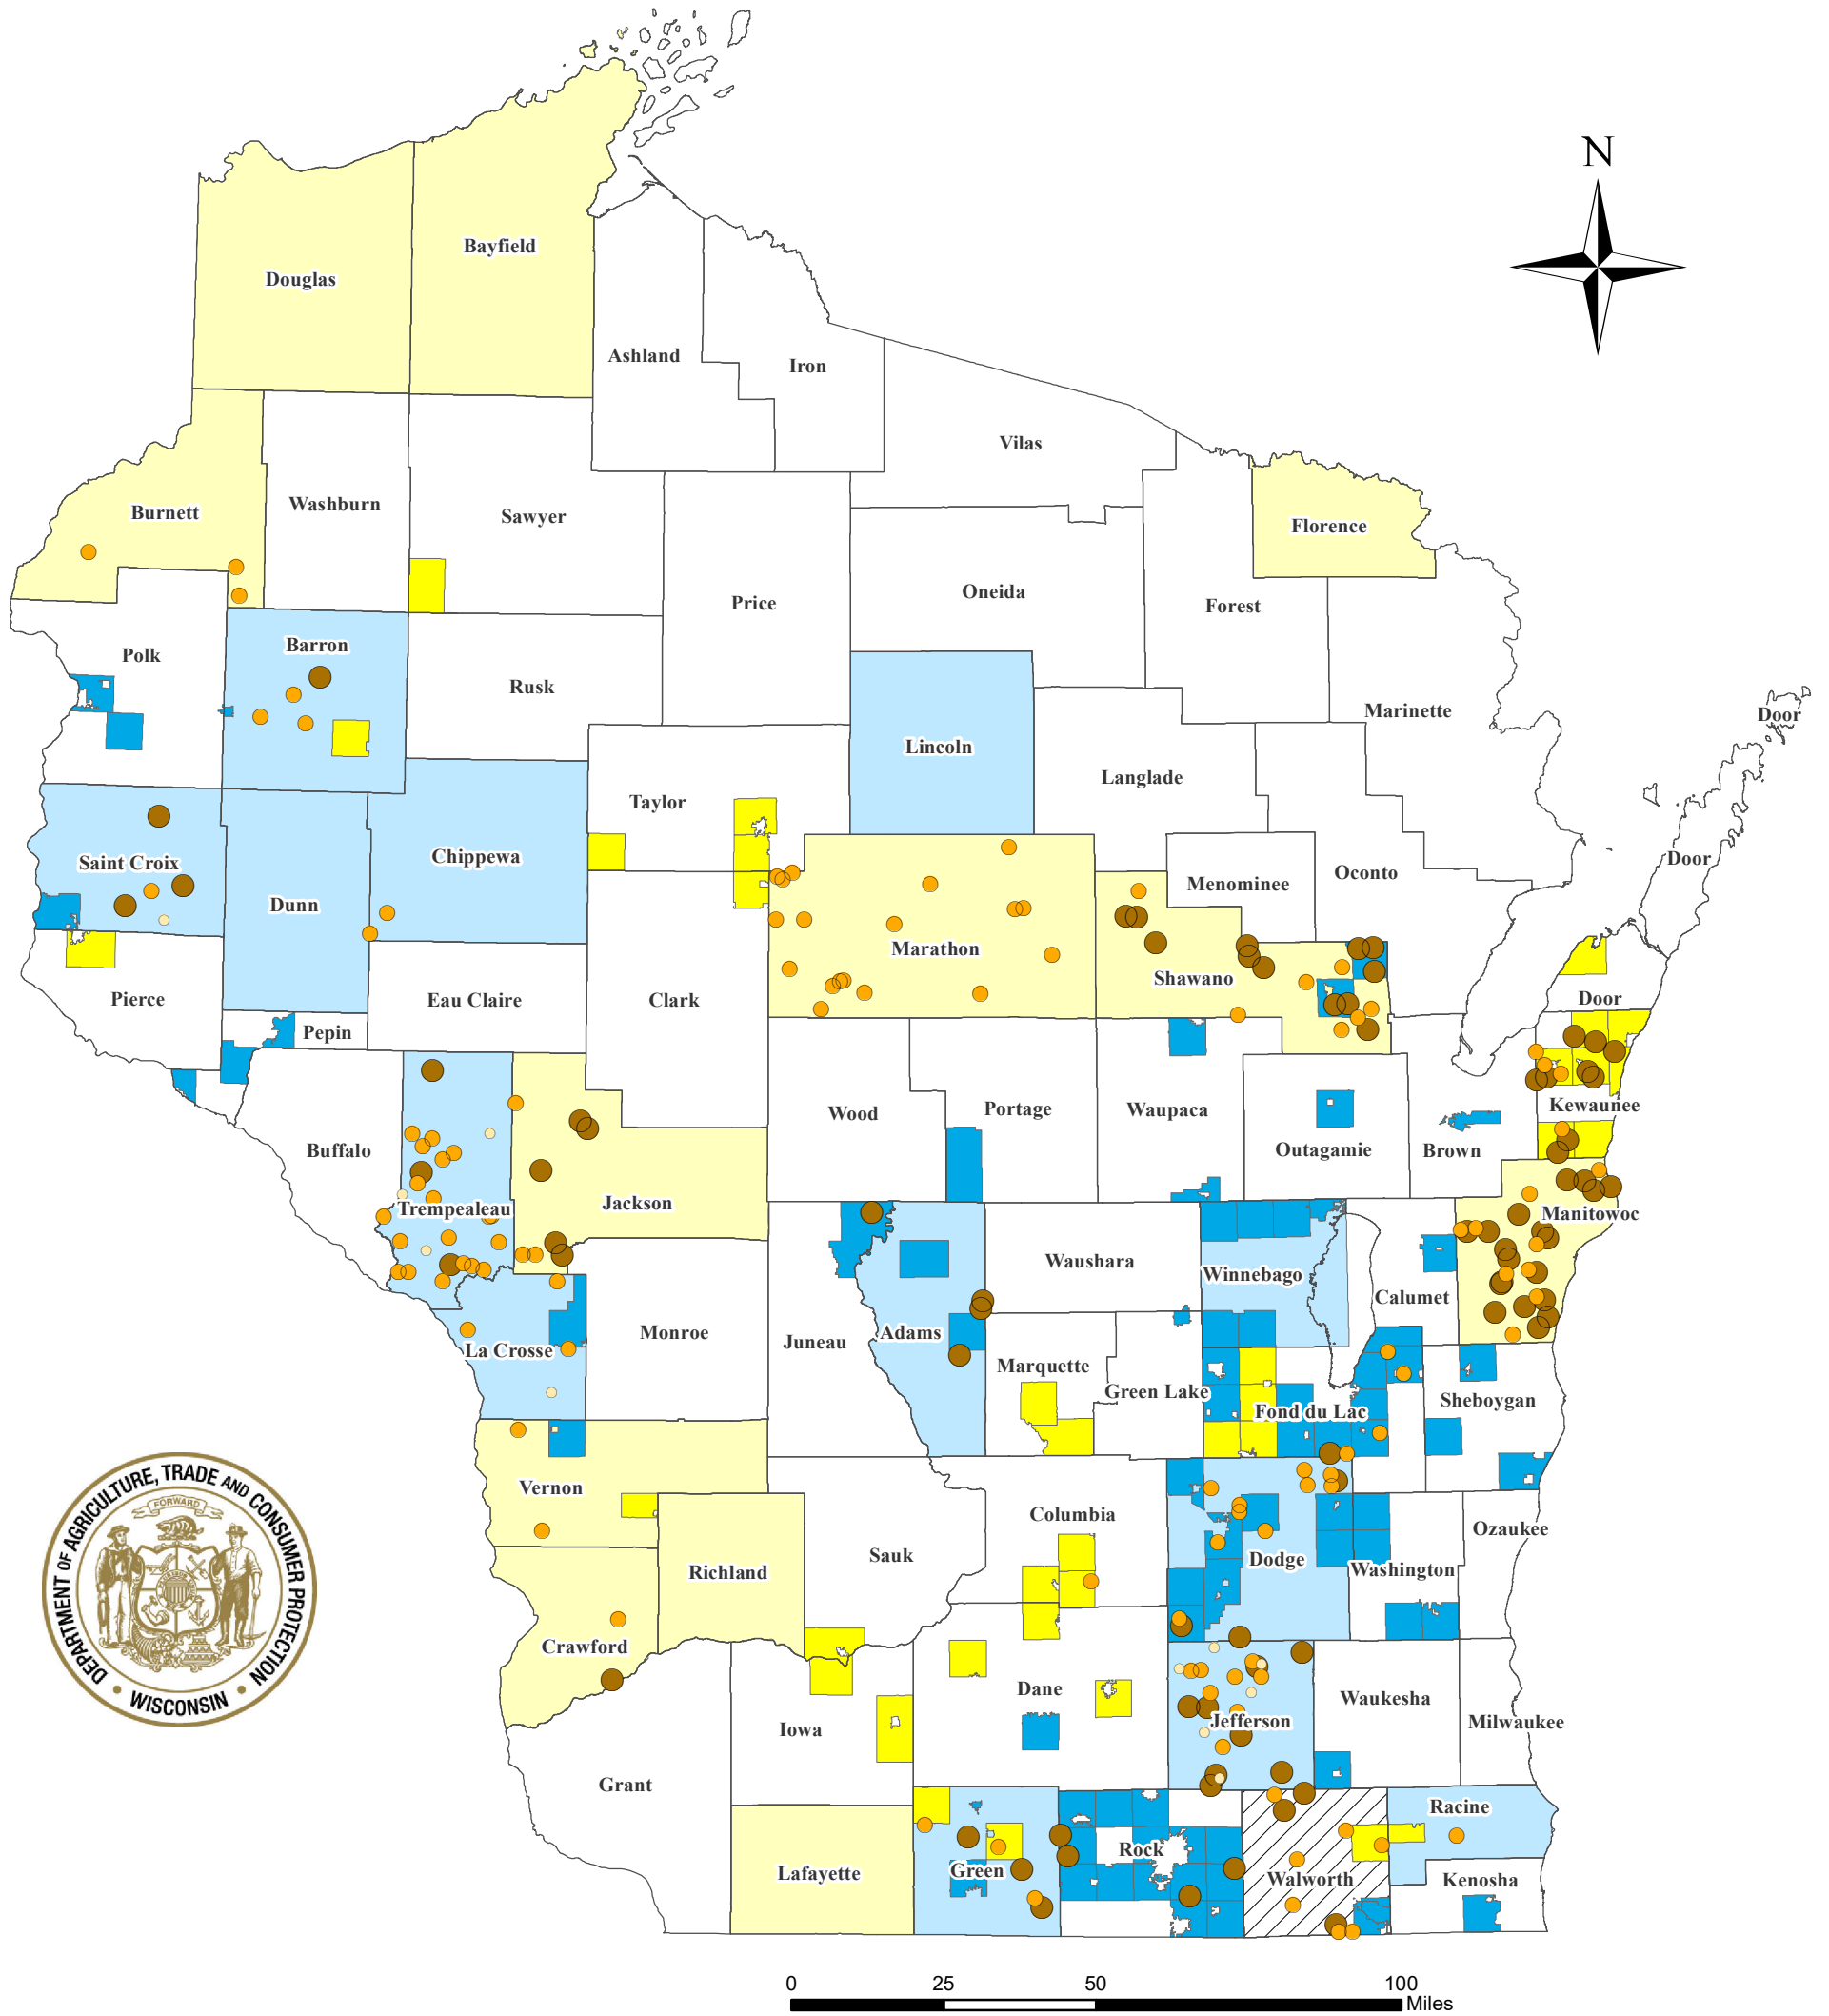 N
Bayfield
Douglas
Ashland
Iron
Vilas
Washburn
Burnett
Sawyer
Florence
Oneida
Price
Forest
Barron
Polk
Rusk
Marinette
Door
Lincoln
Langlade
Taylor
Chippewa
Saint Croix
Door
Oconto
Menominee
Dunn
Marathon
Shawano
Pierce
Eau Claire
Clark
Door
Pepin
Kewaunee
Portage
Waupaca
Wood
Buffalo
Outagamie
Brown
Jackson
Trempealeau
Manitowoc
Waushara
Winnebago
Calumet
Monroe
Juneau
Adams
La Crosse
Marquette
Green Lake
Sheboygan
Fond du Lac
Vernon
Columbia
Ozaukee
Sauk
Dodge
Washington
Richland
Crawford
Dane
Waukesha
Jefferson
Milwaukee
Iowa
Grant
Racine
Rock
Lafayette
Green
Walworth
Kenosha
DEPARTMENT OF AGRICULTURE, TRADE AND CONSUMER PROTECTION
FORWARD
• WISCONSIN •
0 25 50 100
Miles